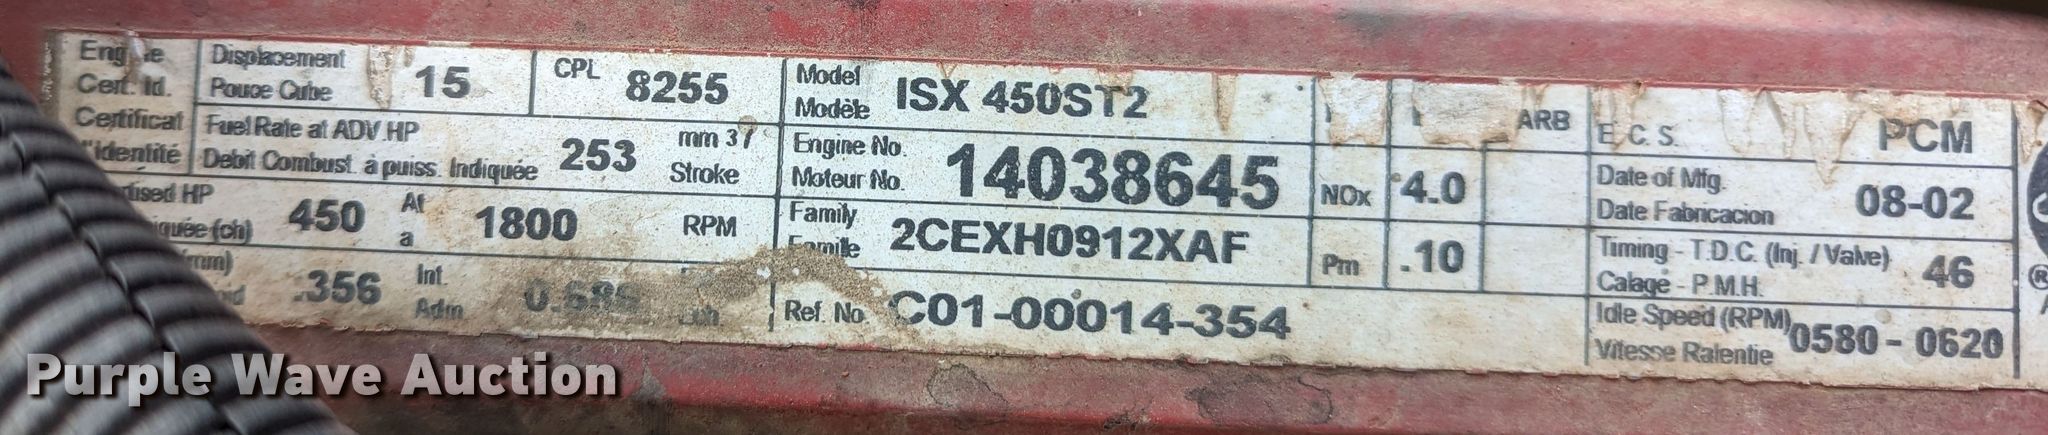 Cert. Id.
Certificat
Displacement
Pouce Cube
15
CPL
8255
Fuel Rate at ADV.HP
Debit Combust. á puiss. Indiquée
253
mm 3 /
Stroke
450
At
a
1800
RPM
.356
Int.
Adm
Model
Modèle
ISX 450ST2
Engine No.
Moteur No.
14038645
Family
Famille
2CEXH0912XAF
Ref. No.
C01-00014-354
ARB
NOx
4.0
Pm
.10
E.C.S.
PCM
Date of Mfg.
Date Fabricacion
08-02
Timing - T.D.C. (Inj. / Valve)
Calage - P.M.H.
46
Idle Speed (RPM)
Vitesse Ralentie
0580 - 0620
Purple Wave Auction